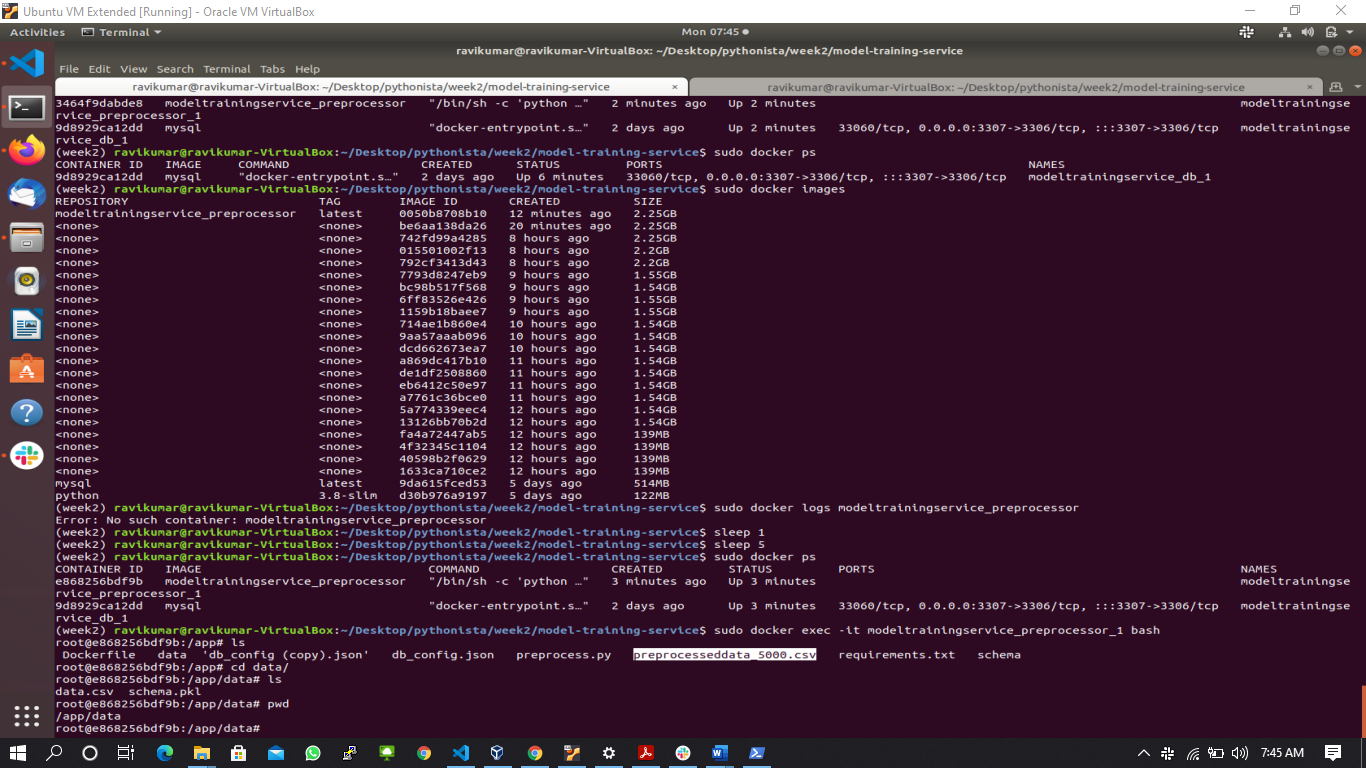 Ubuntu VM Extended [Running] - Oracle VM VirtualBox
Activities Terminal Mon 07:45
ravikumar@ravikumar-VirtualBox: ~/Desktop/pythonista/week2/model-training-service
File Edit View Search Terminal Tabs Help
ravikumar@ravikumar-VirtualBox: ~/Desktop/pythonista/week2/model-training-service × ravikumar@ravikumar-VirtualBox: ~/Desktop/pythonista/week2/model-training-service ×
3464f9dabde8 modeltrainingservice_preprocessor "/bin/sh -c 'python …" 2 minutes ago Up 2 minutes modeltrainingse
rvice_preprocessor_1
9d8929ca12dd mysql "docker-entrypoint.s…" 2 days ago Up 2 minutes 33060/tcp, 0.0.0.0:3307->3306/tcp, :::3307->3306/tcp modeltrainingse
rvice_db_1
(week2) ravikumar@ravikumar-VirtualBox:~/Desktop/pythonista/week2/model-training-service$ sudo docker ps
CONTAINER ID IMAGE COMMAND CREATED STATUS PORTS NAMES
9d8929ca12dd mysql "docker-entrypoint.s…" 2 days ago Up 6 minutes 33060/tcp, 0.0.0.0:3307->3306/tcp, :::3307->3306/tcp modeltrainingservice_db_1
(week2) ravikumar@ravikumar-VirtualBox:~/Desktop/pythonista/week2/model-training-service$ sudo docker images
REPOSITORY TAG IMAGE ID CREATED SIZE
modeltrainingservice_preprocessor latest 0050b8708b10 12 minutes ago 2.25GB
<none> <none> be6aa138da26 20 minutes ago 2.25GB
<none> <none> 742fd99a4285 8 hours ago 2.25GB
<none> <none> 015501002f13 8 hours ago 2.2GB
<none> <none> 792cf3413d43 8 hours ago 2.2GB
<none> <none> 7793d8247eb9 9 hours ago 1.55GB
<none> <none> bc98b517f568 9 hours ago 1.54GB
<none> <none> 6ff83526e426 9 hours ago 1.55GB
<none> <none> 1159b18baee7 9 hours ago 1.55GB
<none> <none> 714ae1b860e4 10 hours ago 1.54GB
<none> <none> 9aa57aaab096 10 hours ago 1.54GB
<none> <none> dcd662673ea7 10 hours ago 1.54GB
<none> <none> a869dc417b10 11 hours ago 1.54GB
<none> <none> de1df2508860 11 hours ago 1.54GB
<none> <none> eb6412c50e97 11 hours ago 1.54GB
<none> <none> a7761c36bce0 11 hours ago 1.54GB
<none> <none> 5a774339eec4 12 hours ago 1.54GB
<none> <none> 13126bb70b2d 12 hours ago 1.54GB
<none> <none> fa4a72447ab5 12 hours ago 139MB
<none> <none> 4f32345c1104 12 hours ago 139MB
<none> <none> 40598b2f0629 12 hours ago 139MB
<none> <none> 1633ca710ce2 12 hours ago 139MB
mysql latest 9da615fced53 5 days ago 514MB
python 3.8-slim d30b976a9197 5 days ago 122MB
(week2) ravikumar@ravikumar-VirtualBox:~/Desktop/pythonista/week2/model-training-service$ sudo docker logs modeltrainingservice_preprocessor
Error: No such container: modeltrainingservice_preprocessor
(week2) ravikumar@ravikumar-VirtualBox:~/Desktop/pythonista/week2/model-training-service$ sleep 1
(week2) ravikumar@ravikumar-VirtualBox:~/Desktop/pythonista/week2/model-training-service$ sleep 5
(week2) ravikumar@ravikumar-VirtualBox:~/Desktop/pythonista/week2/model-training-service$ sudo docker ps
CONTAINER ID IMAGE COMMAND CREATED STATUS PORTS NAMES
e868256bdf9b modeltrainingservice_preprocessor "/bin/sh -c 'python …" 3 minutes ago Up 3 minutes modeltrainingse
rvice_preprocessor_1
9d8929ca12dd mysql "docker-entrypoint.s…" 2 days ago Up 3 minutes 33060/tcp, 0.0.0.0:3307->3306/tcp, :::3307->3306/tcp modeltrainingse
rvice_db_1
(week2) ravikumar@ravikumar-VirtualBox:~/Desktop/pythonista/week2/model-training-service$ sudo docker exec -it modeltrainingservice_preprocessor_1 bash
root@e868256bdf9b:/app# ls
Dockerfile data 'db_config (copy).json' db_config.json preprocess.py preprocesseddata_5000.csv requirements.txt schema
root@e868256bdf9b:/app# cd data/
root@e868256bdf9b:/app/data# ls
data.csv schema.pkl
root@e868256bdf9b:/app/data# pwd
/app/data
root@e868256bdf9b:/app/data#
7:45 AM